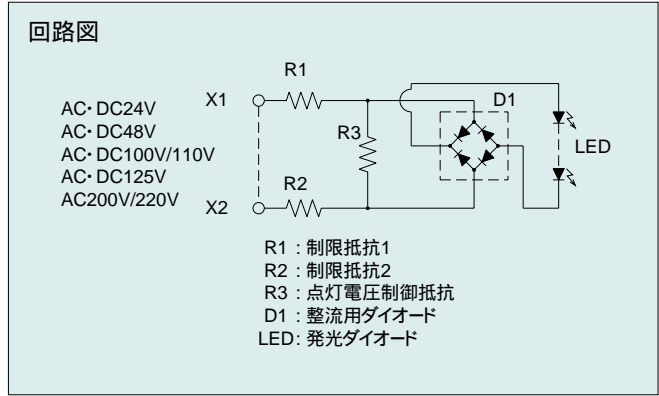 回路図
R1
X1
D1
AC・DC24V
AC・DC48V
AC・DC100V/110V
AC・DC125V
AC200V/220V
R3
LED
R2
X2
R1 : 制限抵抗1
R2 : 制限抵抗2
R3 : 点灯電圧制御抵抗
D1 : 整流用ダイオード
LED: 発光ダイオード